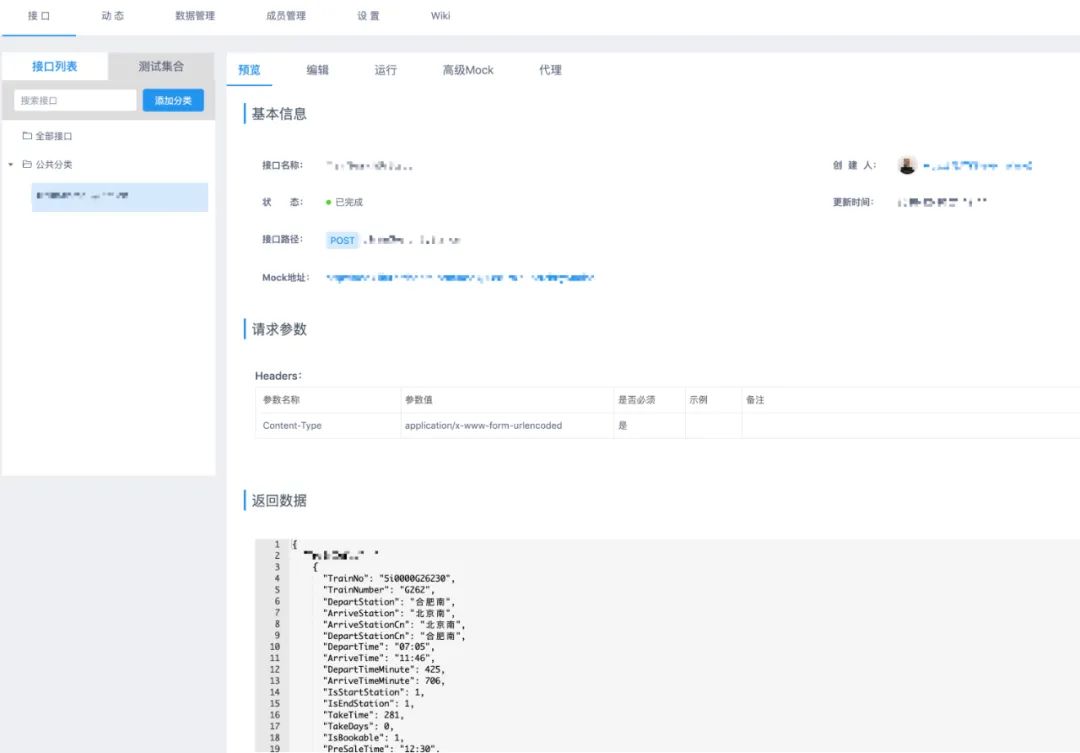 接 口 动 态 数据管理 成员管理 设 置 Wiki
接口列表 测试集合
搜索接口 添加分类
全部接口
公共分类
预览 编辑 运行 高级Mock 代理
基本信息
接口名称： 创 建 人：
状 态： 已完成 更新时间：
接口路径： POST
Mock地址：
请求参数
Headers：
参数名称 参数值 是否必须 示例 备注
Content-Type application/x-www-form-urlencoded 是
返回数据
1 {
2
3 {
4 "TrainNo": "5i0000G26230",
5 "TrainNumber": "G262",
6 "DepartStation": "合肥南",
7 "ArriveStation": "北京南",
8 "ArriveStationCn": "北京南",
9 "DepartStationCn": "合肥南",
10 "DepartTime": "07:05",
11 "ArriveTime": "11:46",
12 "DepartTimeMinute": 425,
13 "ArriveTimeMinute": 706,
14 "IsStartStation": 1,
15 "IsEndStation": 1,
16 "TakeTime": 281,
17 "TakeDays": 0,
18 "IsBookable": 1,
19 "PreSaleTime": "12:30",